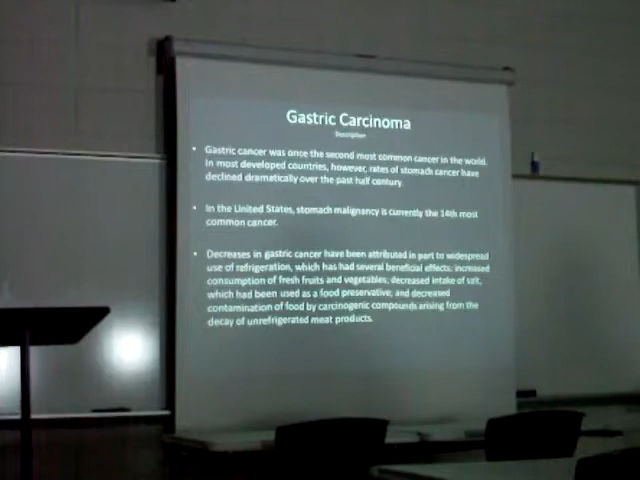 Gastric Carcinoma
Description
• Gastric cancer was once the second most common cancer in the world.
In most developed countries, however, rates of stomach cancer have
declined dramatically over the past half century.
• In the United States, stomach malignancy is currently the 14th most
common cancer.
• Decreases in gastric cancer have been attributed in part to widespread
use of refrigeration, which has had several beneficial effects: increased
consumption of fresh fruits and vegetables; decreased intake of salt,
which had been used as a food preservative; and decreased
contamination of food by carcinogenic compounds arising from the
decay of unrefrigerated meat products.